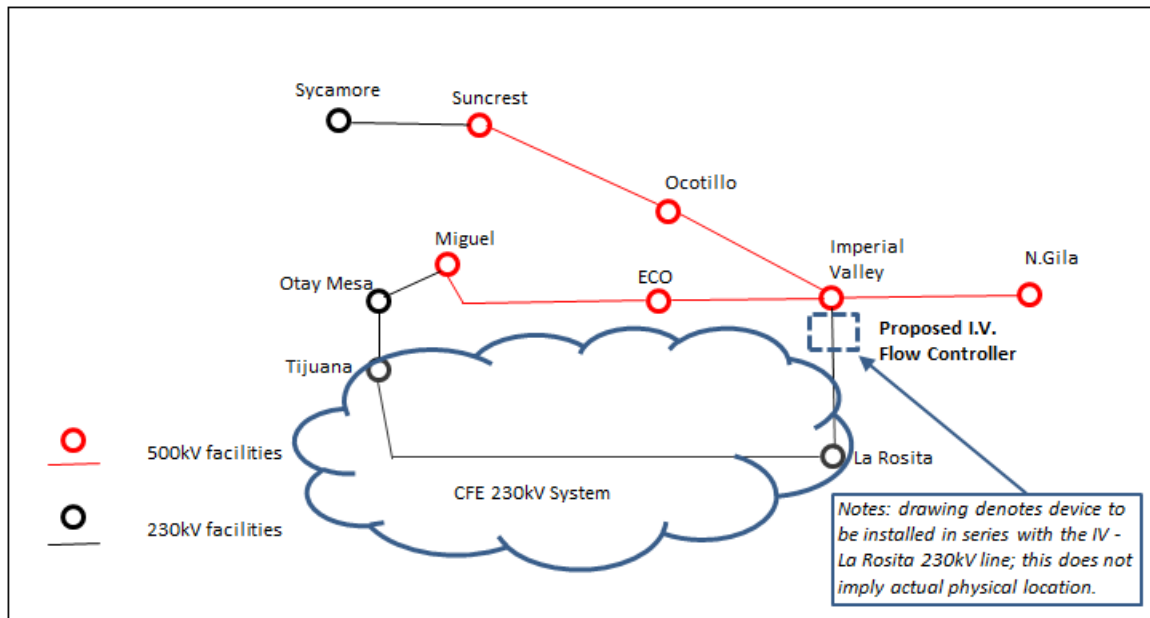 Sycamore
Suncrest
Ocotillo
Miguel
Imperial
Valley
N.Gila
Otay Mesa
ECO
Proposed I.V.
Flow Controller
Tijuana
500kV facilities
La Rosita
CFE 230kV System
230kV facilities
Notes: drawing denotes device to
be installed in series with the IV -
La Rosita 230kV line; this does not
imply actual physical location.